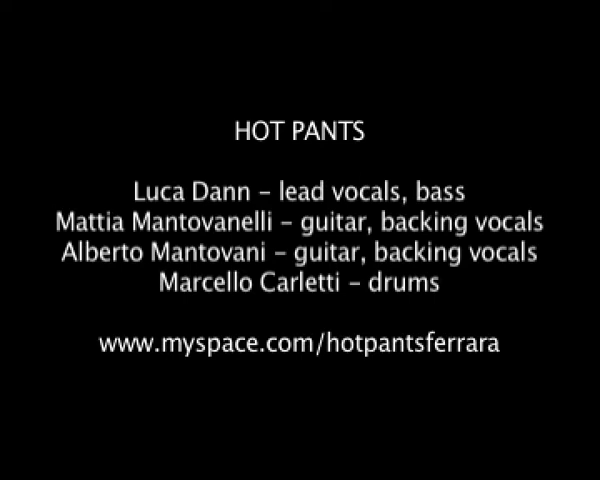 HOT PANTS
Luca Dann – lead vocals, bass
Mattia Mantovanelli – guitar, backing vocals
Alberto Mantovani – guitar, backing vocals
Marcello Carletti – drums
www.myspace.com/hotpantsferrara